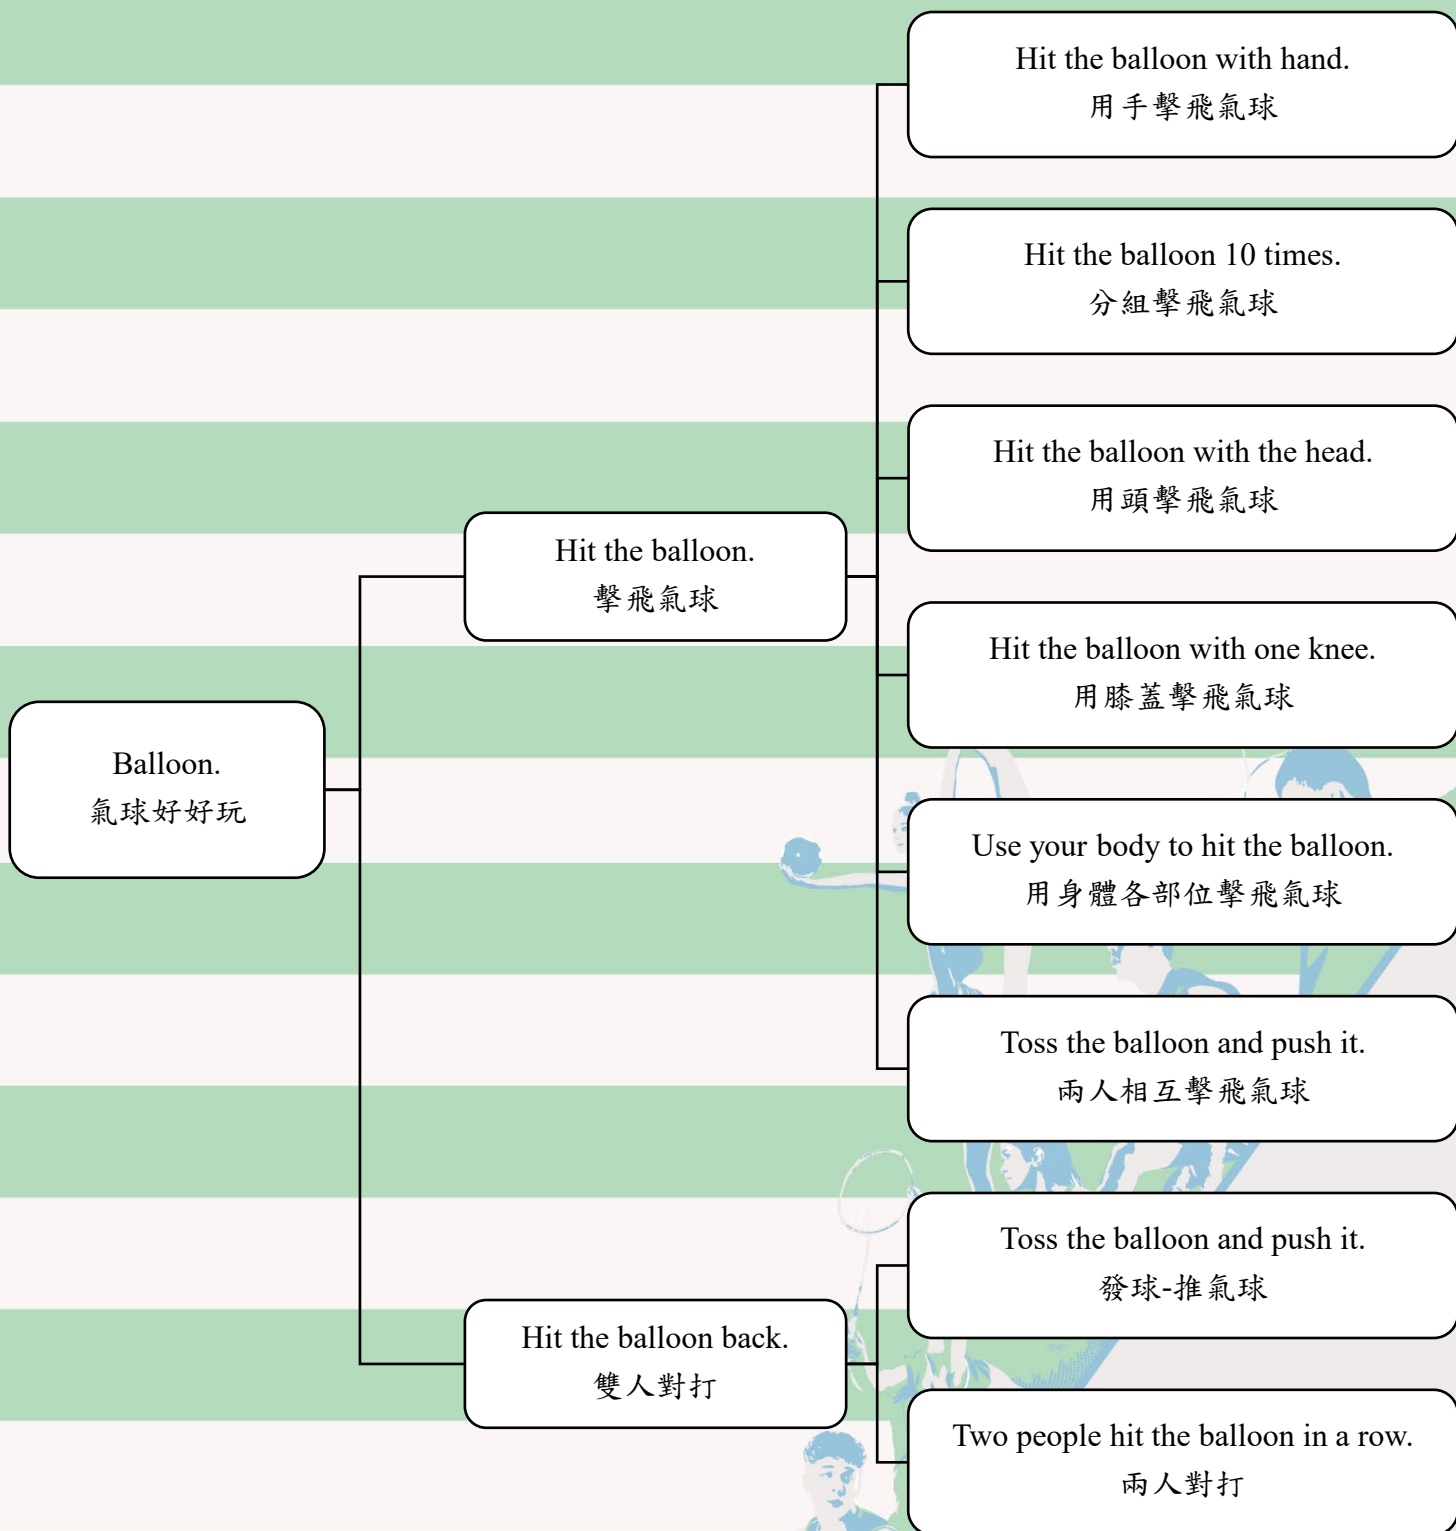 Balloon.
氣球好好玩
Hit the balloon.
擊飛氣球
Hit the balloon with hand.
用手擊飛氣球
Hit the balloon 10 times.
分組擊飛氣球
Hit the balloon with the head.
用頭擊飛氣球
Hit the balloon with one knee.
用膝蓋擊飛氣球
Use your body to hit the balloon.
用身體各部位擊飛氣球
Toss the balloon and push it.
兩人相互擊飛氣球
Hit the balloon back.
雙人對打
Toss the balloon and push it.
發球-推氣球
Two people hit the balloon in a row.
兩人對打